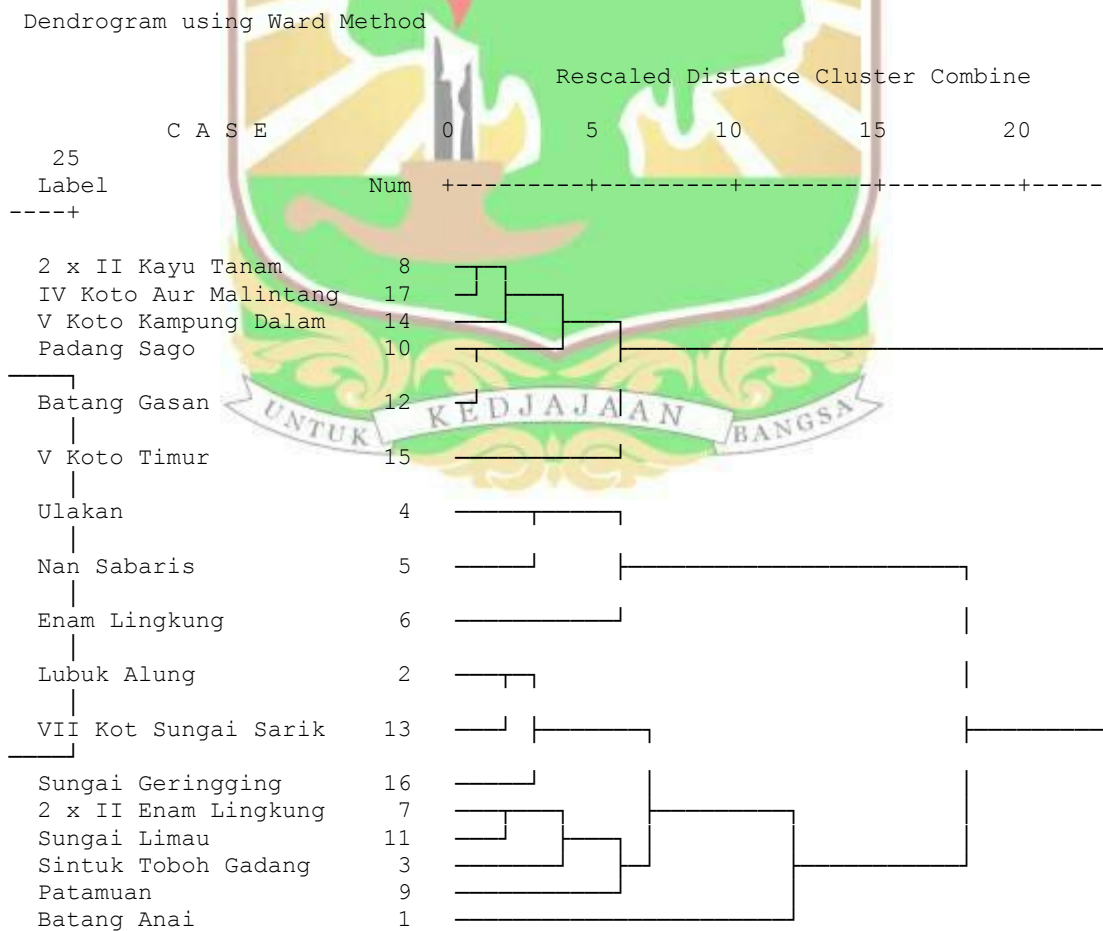 Dendrogram using Ward Method
Rescaled Distance Cluster Combine
C A S E 0 5 10 15 20
25
Label Num +---------+---------+---------+---------+-----
----+
2 x II Kayu Tanam 8
IV Koto Aur Malintang 17
V Koto Kampung Dalam 14
Padang Sago 10
Batang Gasan 12
UNTUK KEDJAJAAN BANGSA
V Koto Timur 15
Ulakan 4
Nan Sabaris 5
Enam Lingkung 6
Lubuk Alung 2
VII Kot Sungai Sarik 13
Sungai Geringging 16
2 x II Enam Lingkung 7
Sungai Limau 11
Sintuk Toboh Gadang 3
Patamuan 9
Batang Anai 1